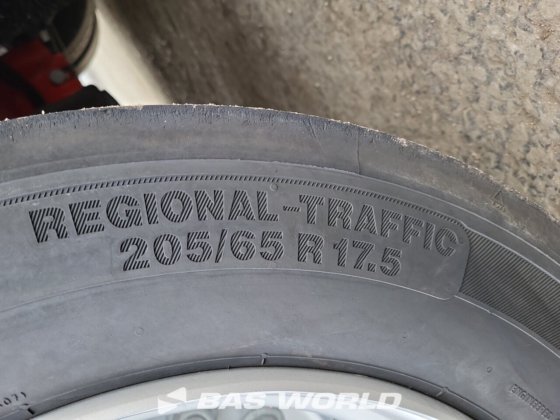 REGIONAL-TRAFFIC
205/65 R 17.5
BAS WORLD